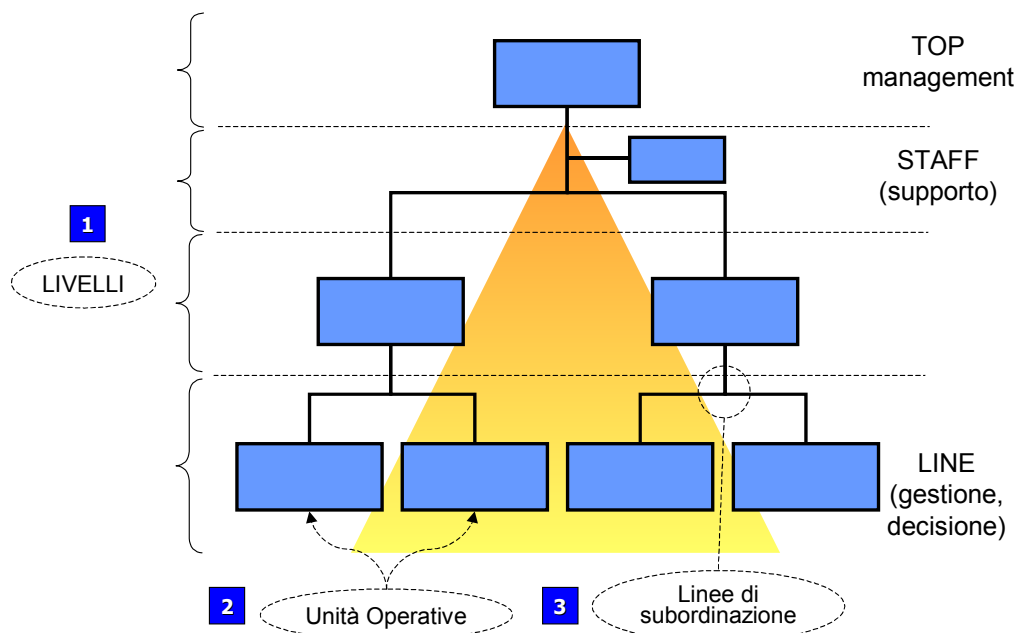 TOP
management
STAFF
(supporto)
1
LIVELLI
LINE
(gestione,
decisione)
2
Unità Operative
3
Linee di
subordinazione